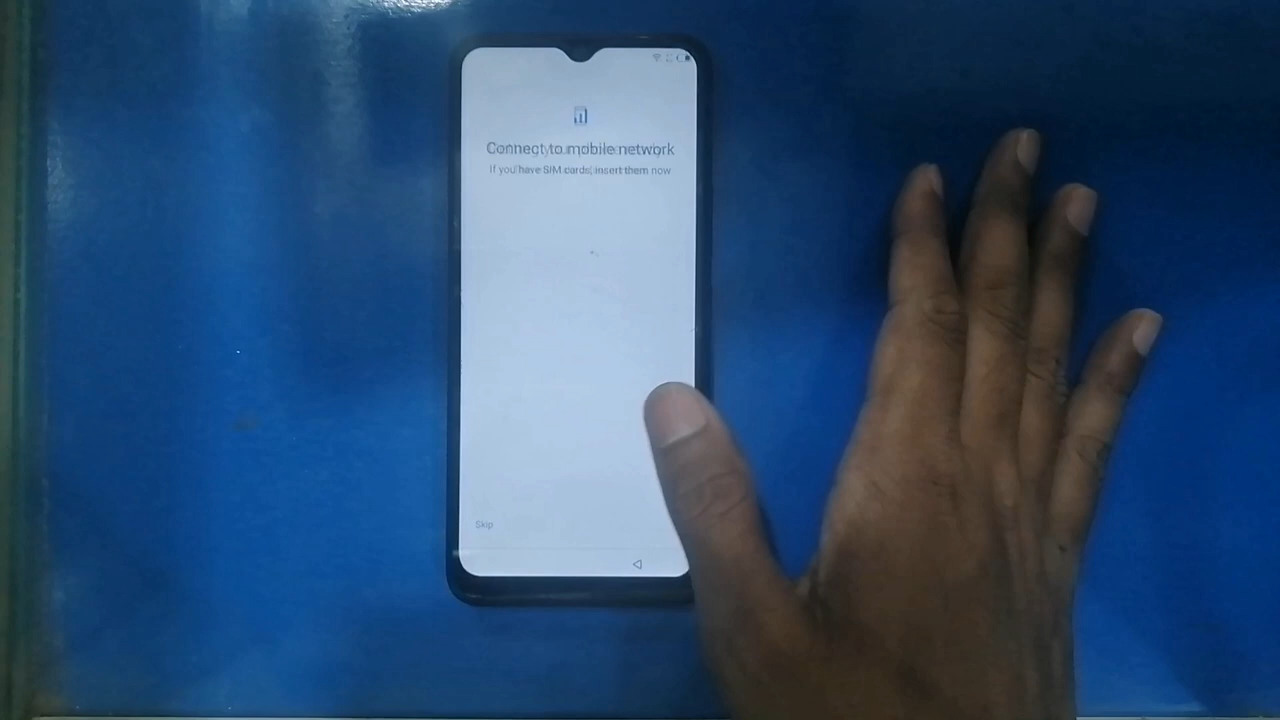 Connect to mobile network
If you have SIM cards, insert them now
Skip